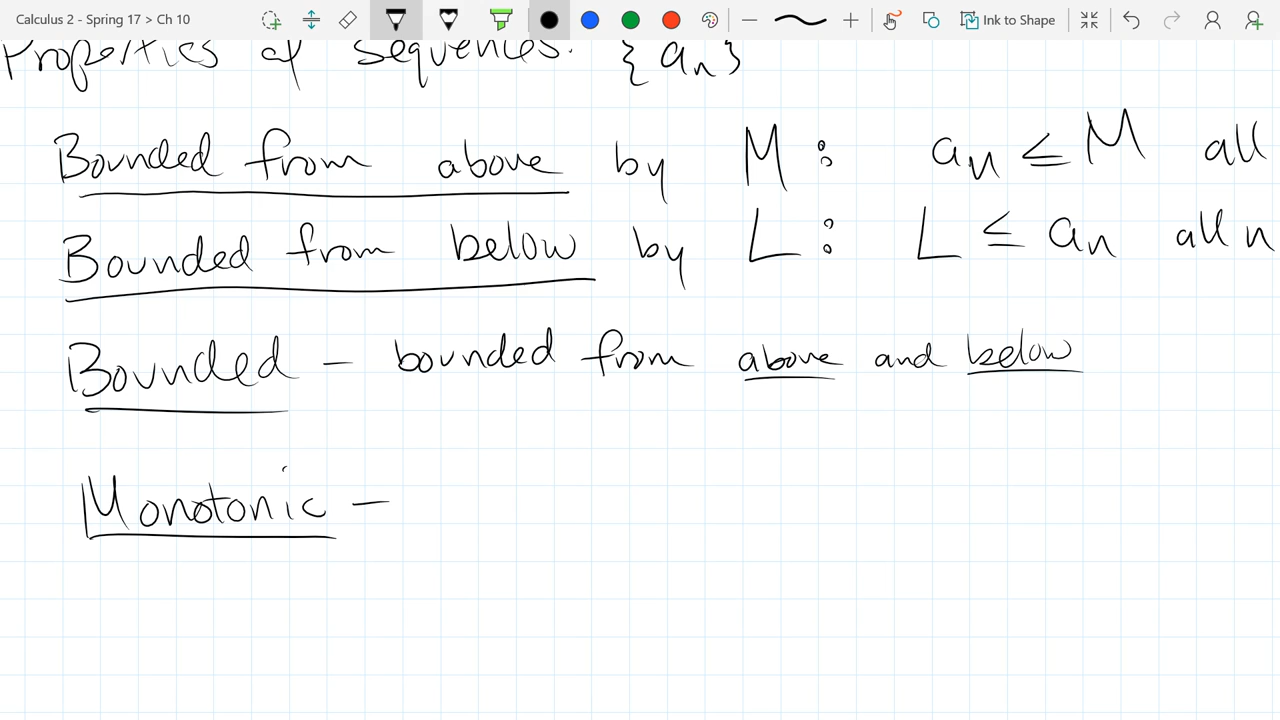 Calculus 2 - Spring 17 > Ch 10
Ink to Shape
Properties of Sequences: {aₙ}
Bounded from above by M: aₙ ≤ M all
Bounded from below by L: L ≤ aₙ all n
Bounded – bounded from above and below
Monotonic –